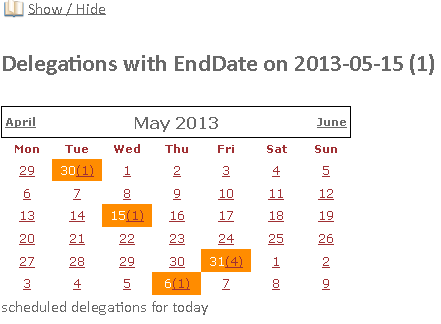 Show / Hide
Delegations with EndDate on 2013-05-15 (1)
April May 2013 June
Mon Tue Wed Thu Fri Sat Sun
29 30(1) 1 2 3 4 5
6 7 8 9 10 11 12
13 14 15(1) 16 17 18 19
20 21 22 23 24 25 26
27 28 29 30 31(4) 1 2
3 4 5 6(1) 7 8 9
scheduled delegations for today